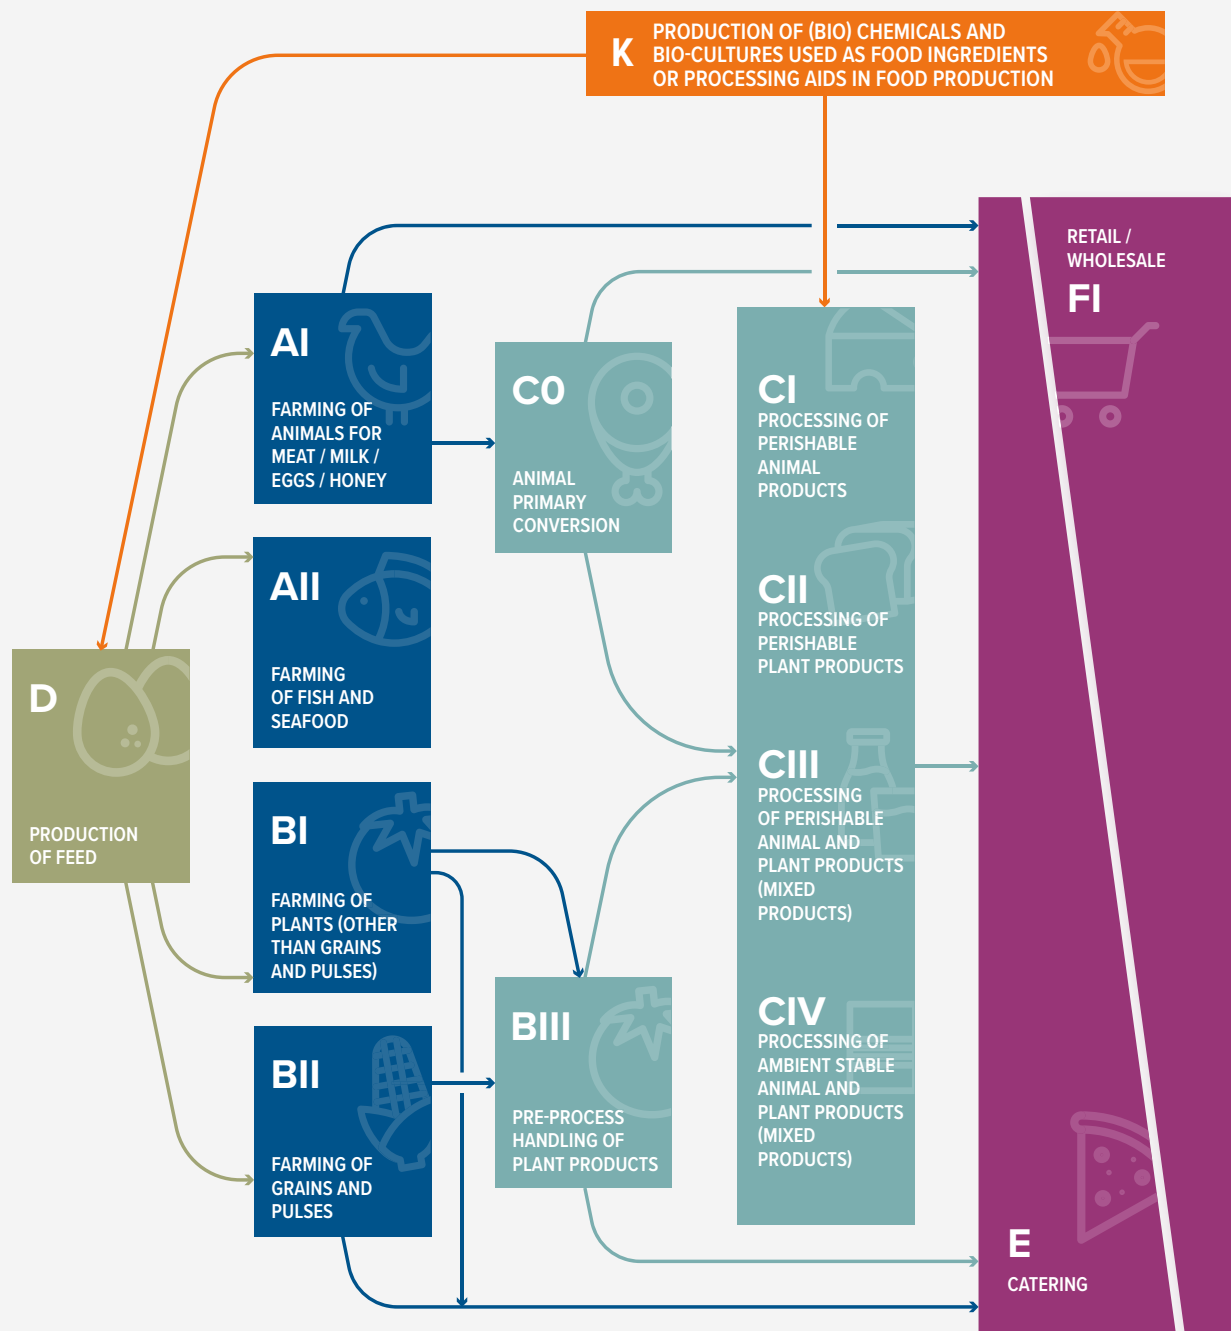 K
PRODUCTION OF (BIO) CHEMICALS AND
BIO-CULTURES USED AS FOOD INGREDIENTS
OR PROCESSING AIDS IN FOOD PRODUCTION
D
PRODUCTION
OF FEED
AI
FARMING OF
ANIMALS FOR
MEAT / MILK /
EGGS / HONEY
AII
FARMING
OF FISH AND
SEAFOOD
BI
FARMING OF
PLANTS (OTHER
THAN GRAINS
AND PULSES)
BII
FARMING OF
GRAINS AND
PULSES
C0
ANIMAL
PRIMARY
CONVERSION
BIII
PRE-PROCESS
HANDLING OF
PLANT PRODUCTS
CI
PROCESSING OF
PERISHABLE
ANIMAL
PRODUCTS
CII
PROCESSING OF
PERISHABLE
PLANT PRODUCTS
CIII
PROCESSING
OF PERISHABLE
ANIMAL AND
PLANT PRODUCTS
(MIXED
PRODUCTS)
CIV
PROCESSING OF
AMBIENT STABLE
ANIMAL AND
PLANT PRODUCTS
(MIXED
PRODUCTS)
RETAIL /
WHOLESALE
FI
E
CATERING